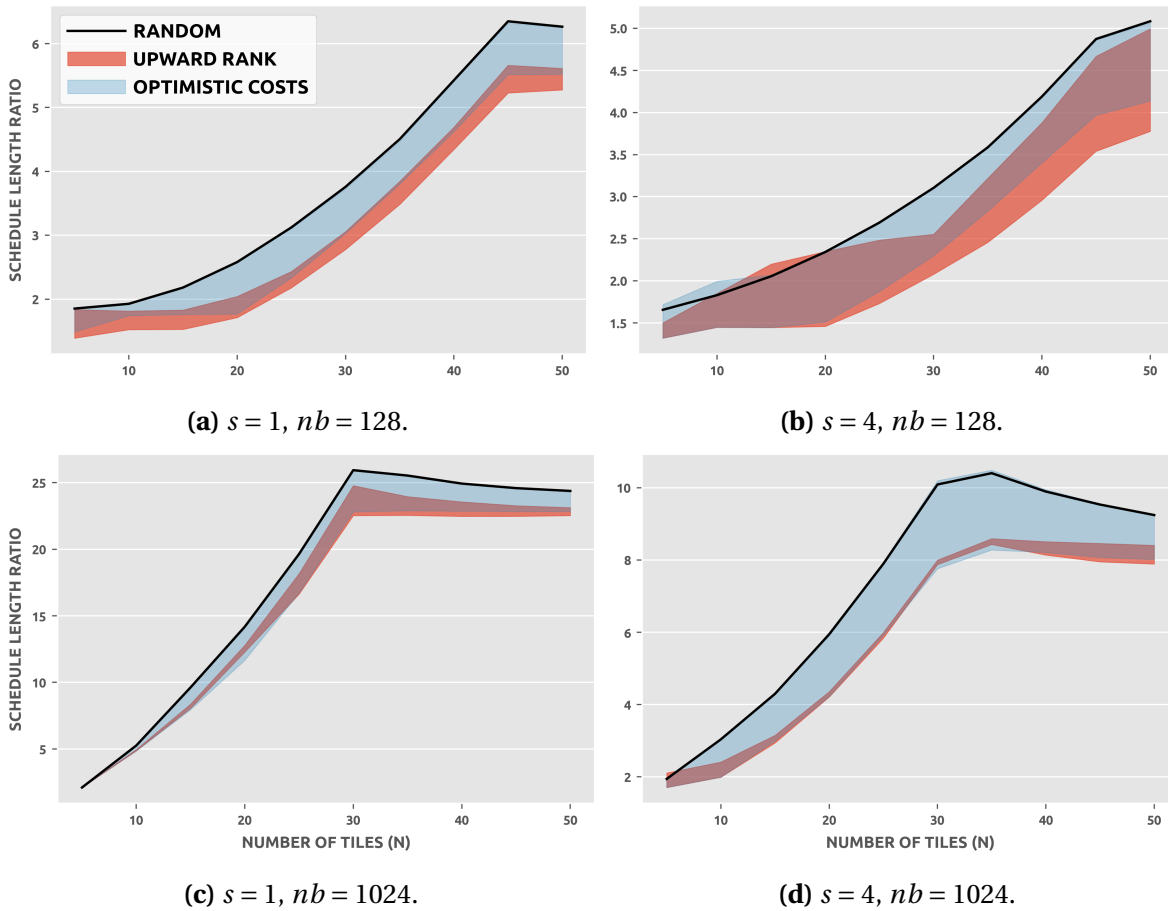 RANDOM
UPWARD RANK
OPTIMISTIC COSTS
SCHEDULE LENGTH RATIO
6
5
4
3
2
10 20 30 40 50
(a) s = 1, nb = 128.
5.0
4.5
4.0
3.5
3.0
2.5
2.0
1.5
10 20 30 40 50
(b) s = 4, nb = 128.
SCHEDULE LENGTH RATIO
25
20
15
10
5
10 20 30 40 50
NUMBER OF TILES (N)
(c) s = 1, nb = 1024.
10
8
6
4
2
10 20 30 40 50
NUMBER OF TILES (N)
(d) s = 4, nb = 1024.